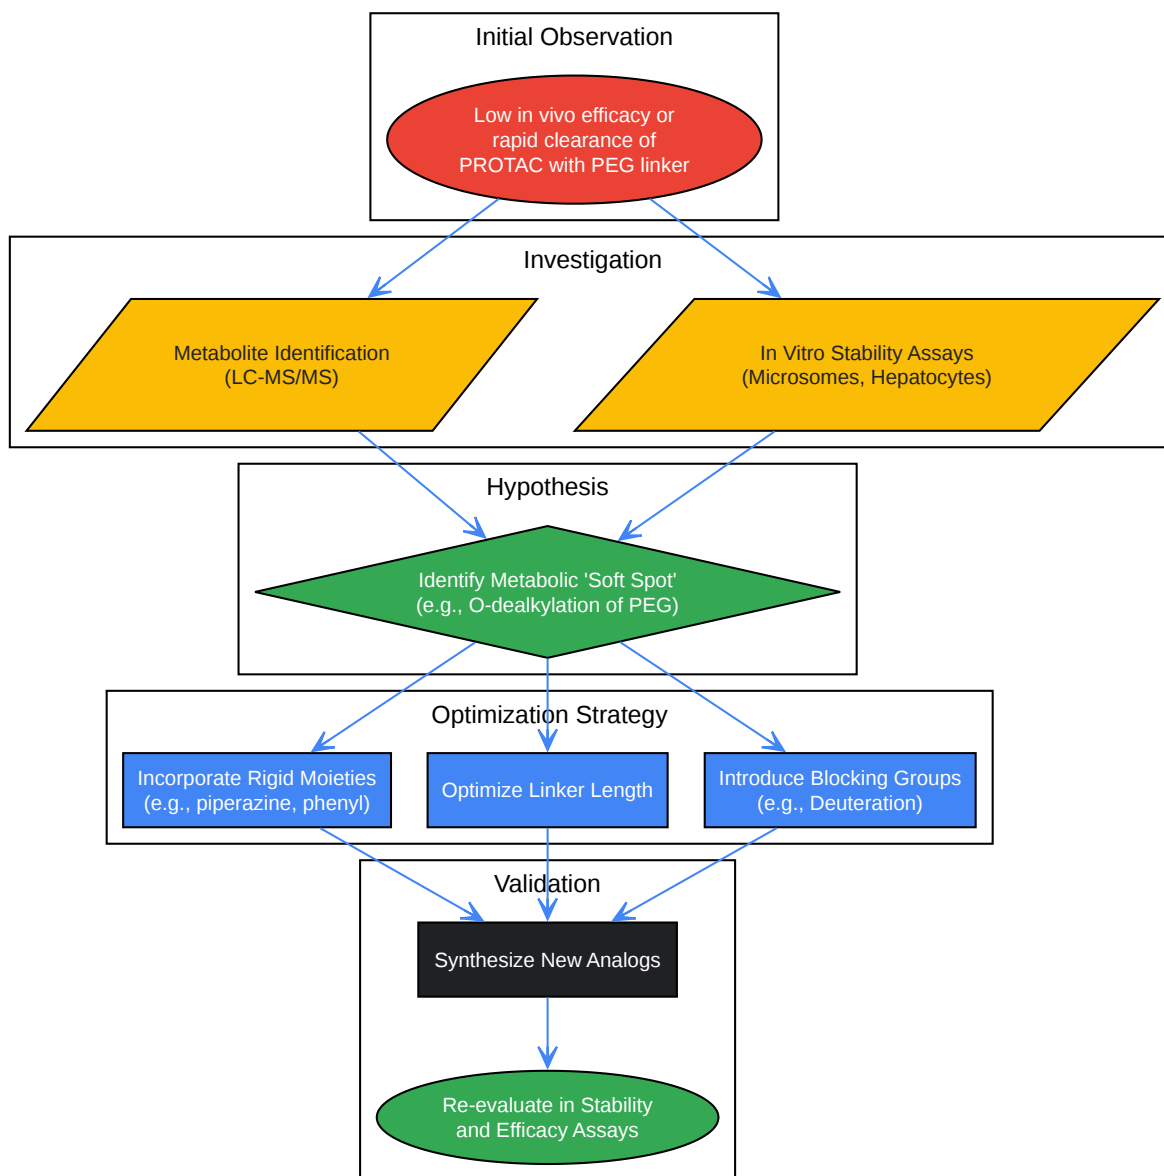 Initial Observation
Low in vivo efficacy or
rapid clearance of
PROTAC with PEG linker
Investigation
Metabolite Identification
(LC-MS/MS)
In Vitro Stability Assays
(Microsomes, Hepatocytes)
Hypothesis
Identify Metabolic 'Soft Spot'
(e.g., O-dealkylation of PEG)
Optimization Strategy
Incorporate Rigid Moieties
(e.g., piperazine, phenyl)
Optimize Linker Length
Introduce Blocking Groups
(e.g., Deuteration)
Validation
Synthesize New Analogs
Re-evaluate in Stability
and Efficacy Assays